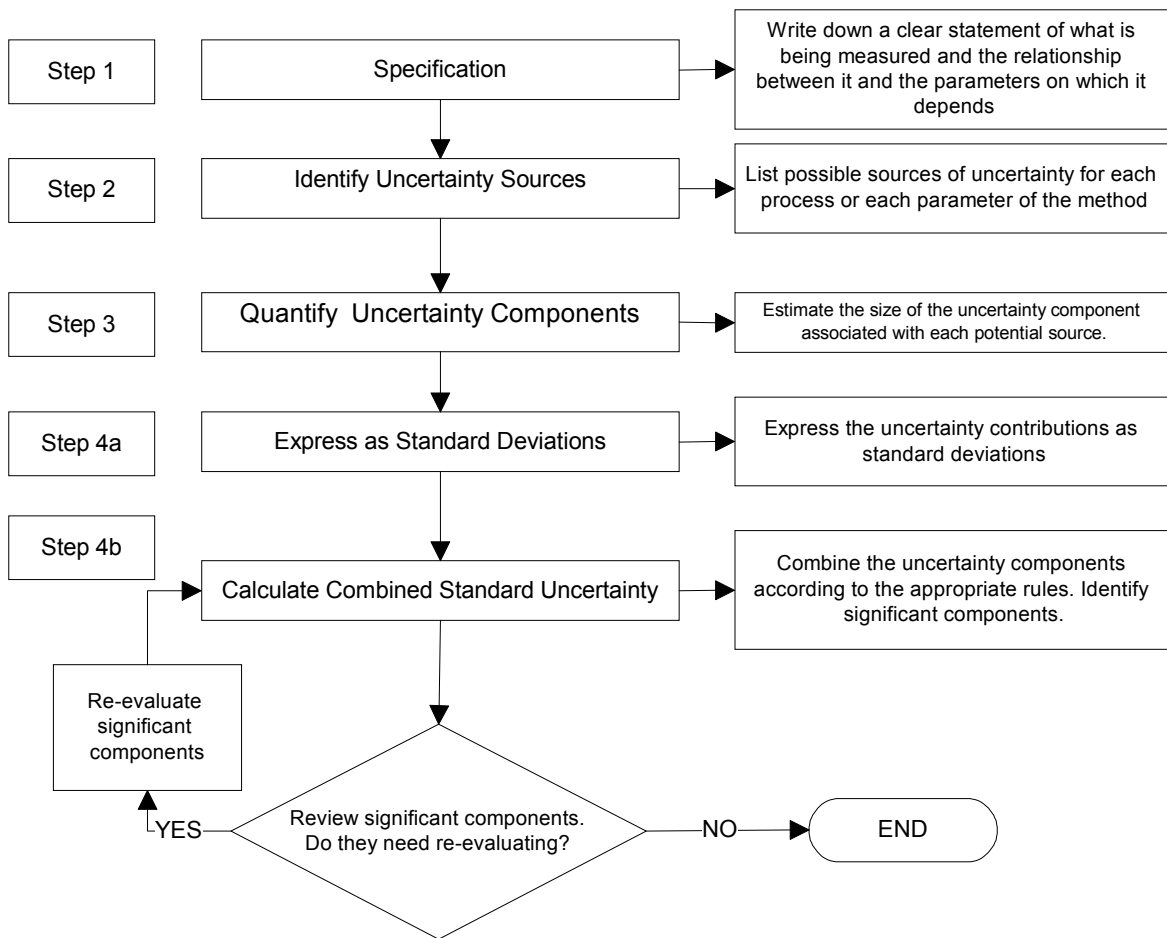 Step 1
Specification
Write down a clear statement of what is
being measured and the relationship
between it and the parameters on which it
depends
Step 2
Identify Uncertainty Sources
List possible sources of uncertainty for each
process or each parameter of the method
Step 3
Quantify Uncertainty Components
Estimate the size of the uncertainty component
associated with each potential source.
Step 4a
Express as Standard Deviations
Express the uncertainty contributions as
standard deviations
Step 4b
Calculate Combined Standard Uncertainty
Combine the uncertainty components
according to the appropriate rules. Identify
significant components.
Re-evaluate
significant
components
Review significant components.
Do they need re-evaluating?
YES
NO
END